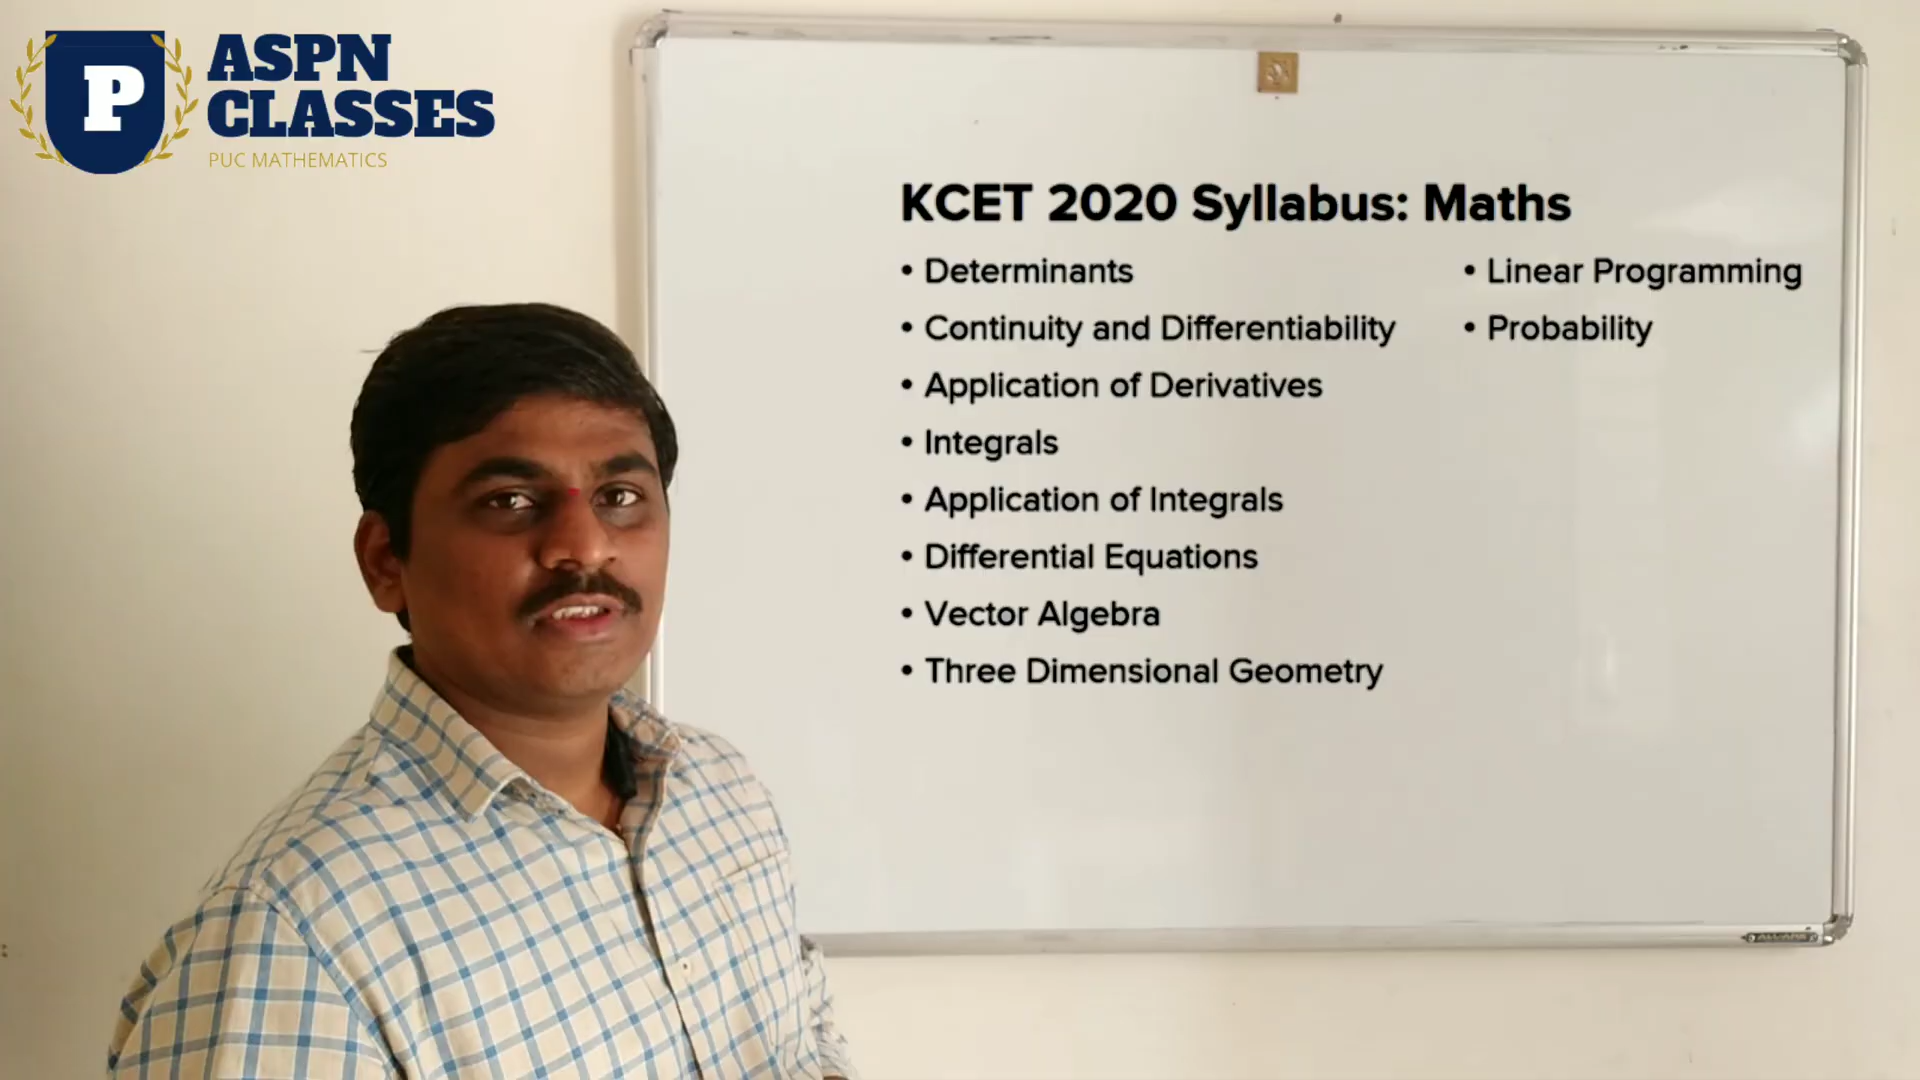 P
ASPN
CLASSES
PUC MATHEMATICS
KCET 2020 Syllabus: Maths
• Determinants
• Continuity and Differentiability
• Application of Derivatives
• Integrals
• Application of Integrals
• Differential Equations
• Vector Algebra
• Three Dimensional Geometry
• Linear Programming
• Probability